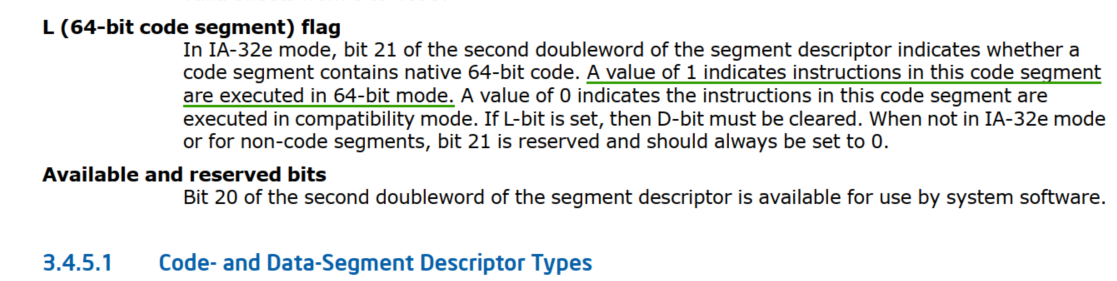 L (64-bit code segment) flag
In IA-32e mode, bit 21 of the second doubleword of the segment descriptor indicates whether a
code segment contains native 64-bit code. A value of 1 indicates instructions in this code segment
are executed in 64-bit mode. A value of 0 indicates the instructions in this code segment are
executed in compatibility mode. If L-bit is set, then D-bit must be cleared. When not in IA-32e mode
or for non-code segments, bit 21 is reserved and should always be set to 0.
Available and reserved bits
Bit 20 of the second doubleword of the segment descriptor is available for use by system software.
3.4.5.1 Code- and Data-Segment Descriptor Types